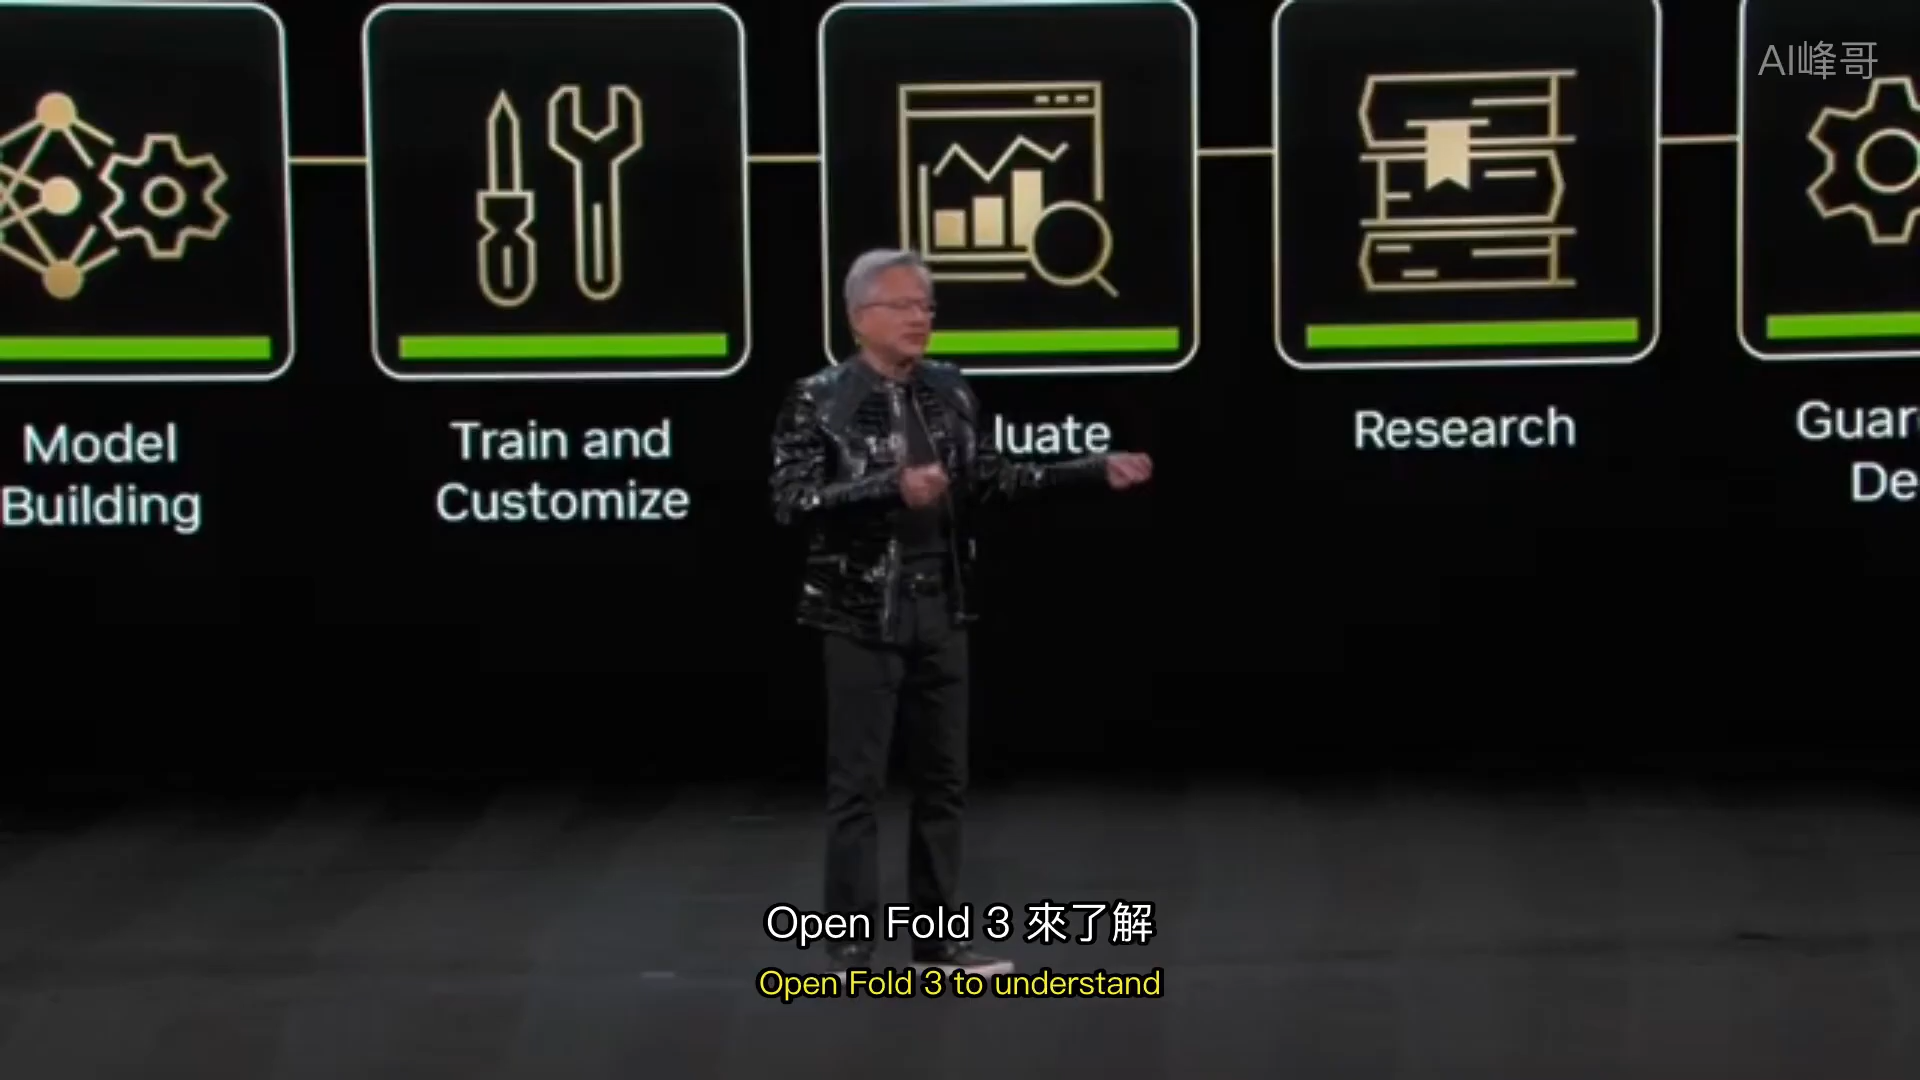 AI峰哥
Model
Building
Train and
Customize
luate
Research
Guar
De
Open Fold 3 來了解
Open Fold 3 to understand